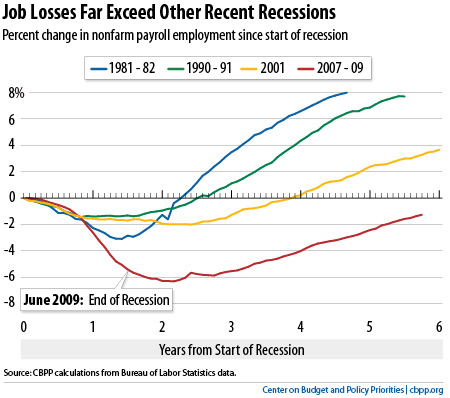 Job Losses Far Exceed Other Recent Recessions
Percent change in nonfarm payroll employment since start of recession
1981 - 82 1990 - 91 2001 2007 - 09
8%
6
4
2
0
-2
-4
-6
-8
June 2009: End of Recession
0 1 2 3 4 5 6
Years from Start of Recession
Source: CBPP calculations from Bureau of Labor Statistics data.
Center on Budget and Policy Priorities | cbpp.org